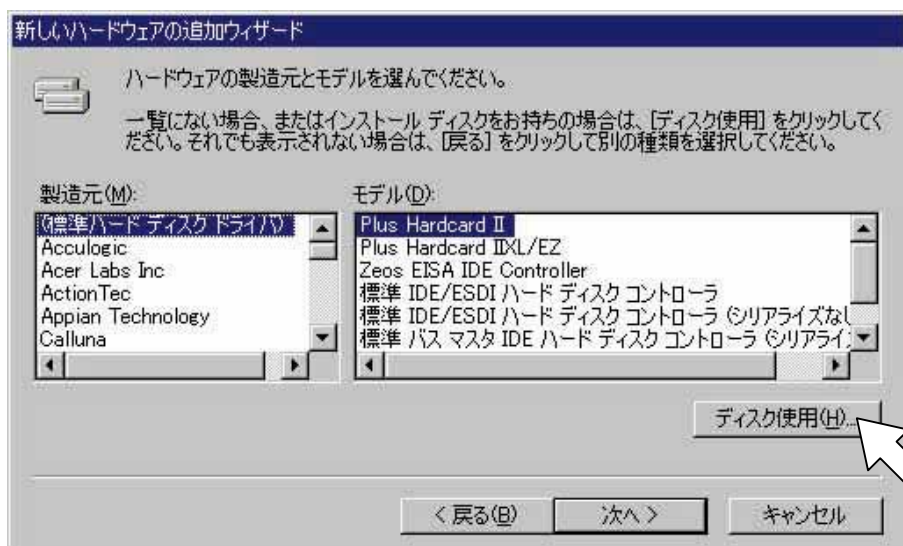 新しいハードウェアの追加ウィザード
ハードウェアの製造元とモデルを選んでください。
一覧にない場合、またはインストール ディスクをお持ちの場合は、[ディスク使用] をクリックしてく
ださい。それでも表示されない場合は、[戻る] をクリックして別の種類を選択してください。
製造元(M):
(標準ハード ディスク ドライバ)
Acculogic
Acer Labs Inc
ActionTec
Appian Technology
Calluna
モデル(D):
Plus Hardcard II
Plus Hardcard IIXL/EZ
Zeos EISA IDE Controller
標準 IDE/ESDI ハード ディスク コントローラ
標準 IDE/ESDI ハード ディスク コントローラ (シリアライズなし
標準 バス マスタ IDE ハード ディスク コントローラ (シリアライ
ディスク使用(H)...
< 戻る(B)
次へ >
キャンセル